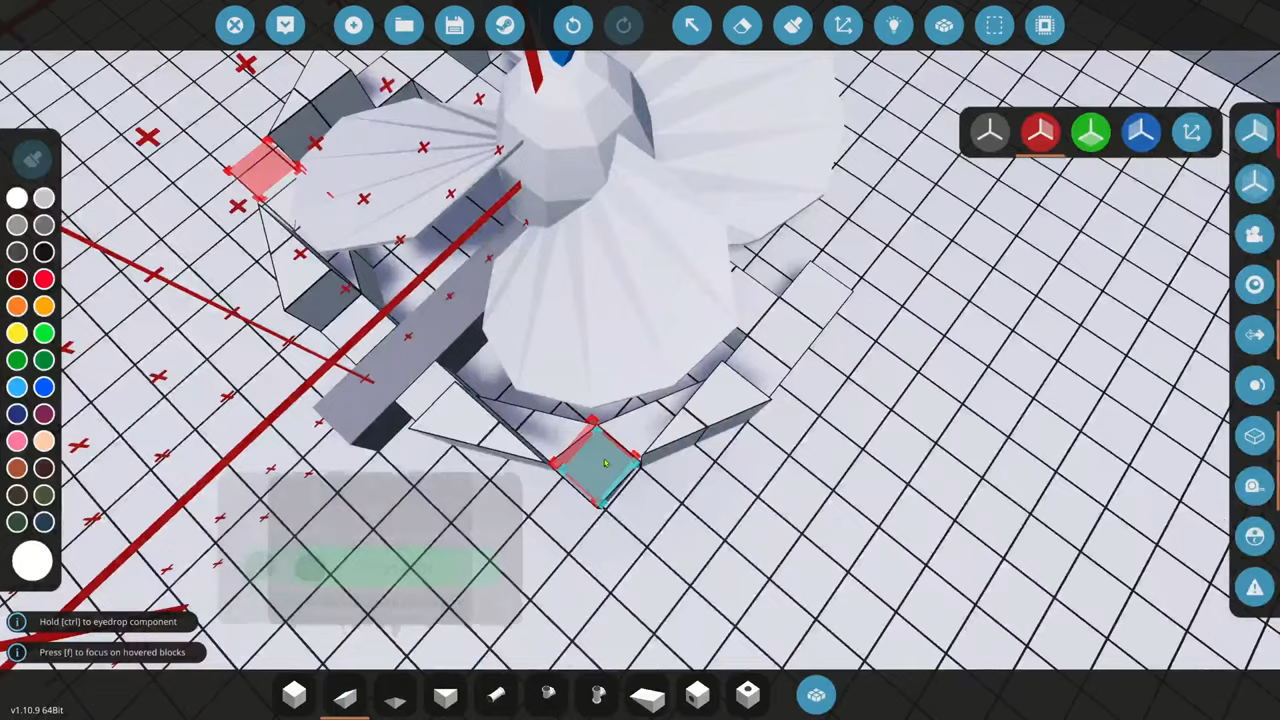 Hold [ctrl] to eyedrop component
Press [f] to focus on hovered blocks
v1.10.9 64Bit